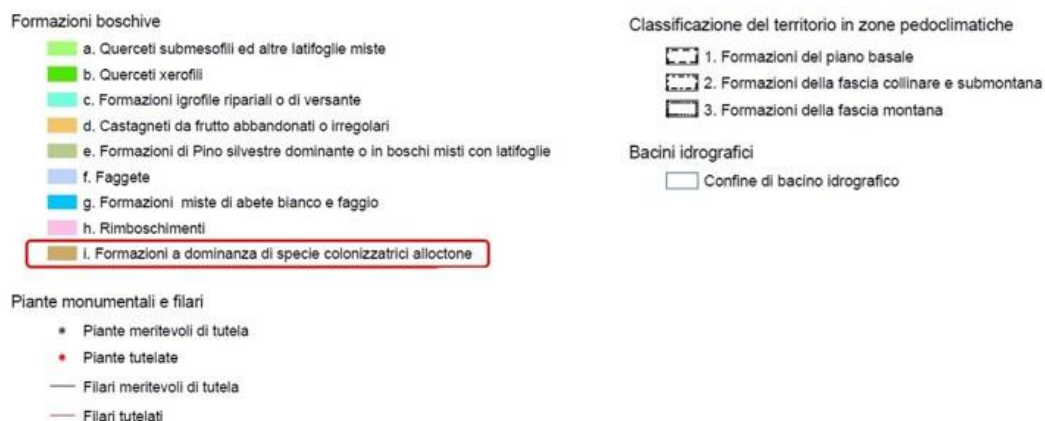 Formazioni boschive
a. Querceti submesofili ed altre latifoglie miste
b. Querceti xerofili
c. Formazioni igrofile ripariali o di versante
d. Castagneti da frutto abbandonati o irregolari
e. Formazioni di Pino silvestre dominante o in boschi misti con latifoglie
f. Faggete
g. Formazioni miste di abete bianco e faggio
h. Rimboschimenti
i. Formazioni a dominanza di specie colonizzatrici alloctone
Piante monumentali e filari
Piante meritevoli di tutela
Piante tutelate
Filari meritevoli di tutela
Filari tutelati
Classificazione del territorio in zone pedoclimatiche
1. Formazioni del piano basale
2. Formazioni della fascia collinare e submontana
3. Formazioni della fascia montana
Bacini idrografici
Confine di bacino idrografico